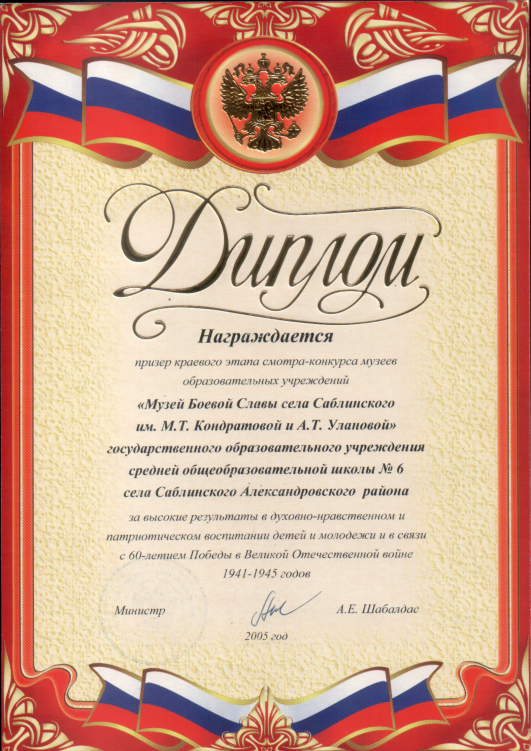 Диплом
Награждается
призер краевого этапа смотра-конкурса музеев
образовательных учреждений
«Музей Боевой Славы села Саблинского
им. М.Т. Кондратовой и А.Т. Улановой»
государственного образовательного учреждения
средней общеобразовательной школы № 6
села Саблинского Александровского района
за высокие результаты в духовно-нравственном и
патриотическом воспитании детей и молодежи и в связи
с 60-летием Победы в Великой Отечественной войне
1941-1945 годов
Министр А.Е. Шабалдас
2005 год